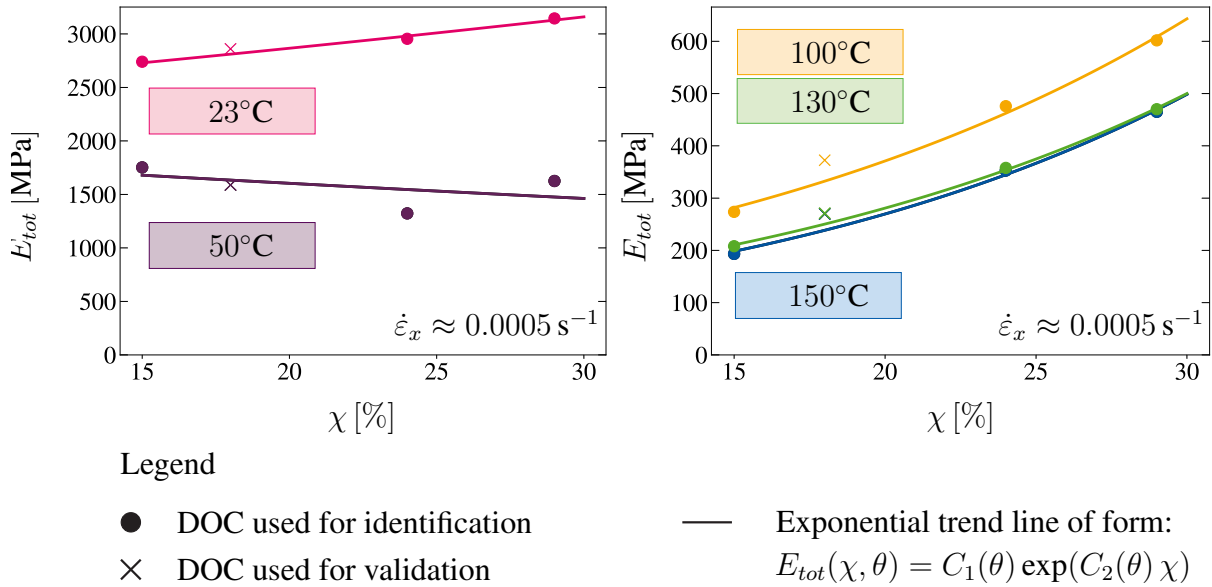 3000
2500
2000
1500
1000
500
0
E_tot [MPa]
23°C
50°C
ε̇_x ≈ 0.0005 s⁻¹
15 20 25 30
χ [%]
600
500
400
300
200
100
0
E_tot [MPa]
100°C
130°C
150°C
ε̇_x ≈ 0.0005 s⁻¹
15 20 25 30
χ [%]
Legend
DOC used for identification
DOC used for validation
Exponential trend line of form:
E_tot(χ, θ) = C₁(θ) exp(C₂(θ) χ)